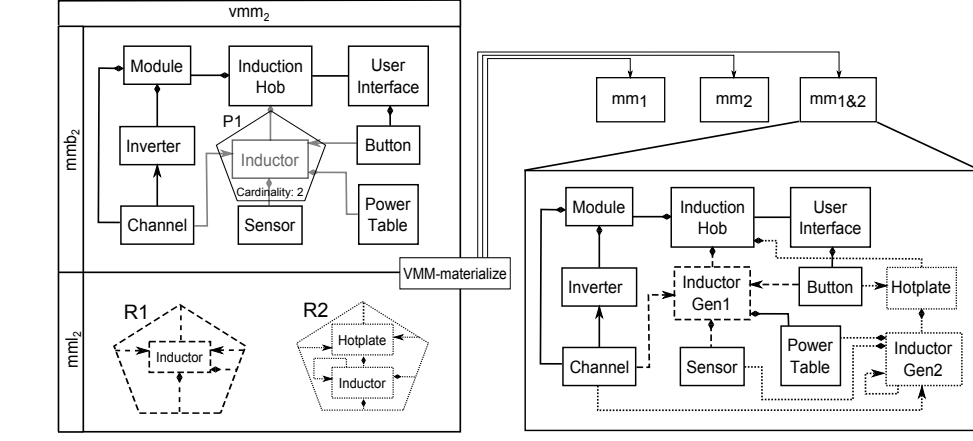 vmm2
mmb2
Module
Induction
Hob
User
Interface
P1
Inverter
Inductor
Button
Cardinality: 2
Channel
Sensor
Power
Table
VMM-materialize
mml2
R1
Inductor
R2
Hotplate
Inductor
mm1
mm2
mm1&2
Module
Induction
Hob
User
Interface
Inverter
Inductor
Gen1
Button
Hotplate
Channel
Sensor
Power
Table
Inductor
Gen2